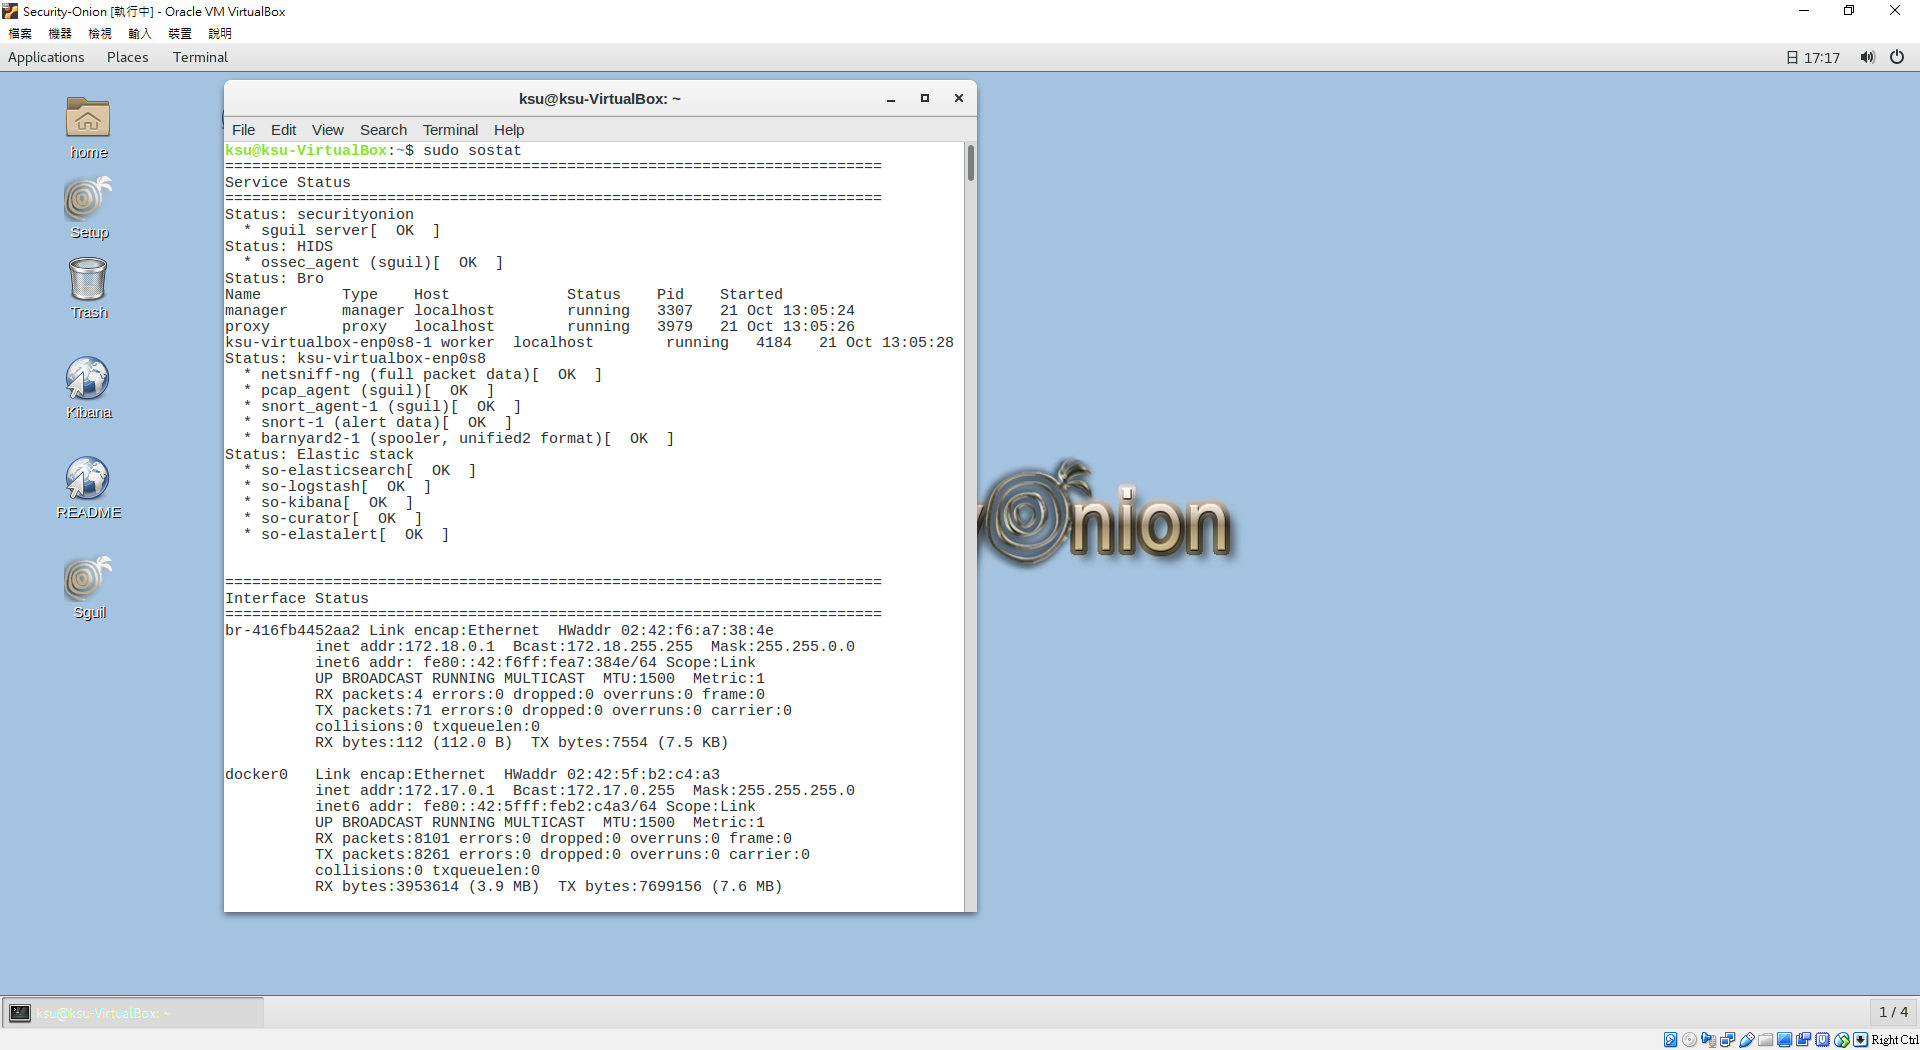 Security-Onion [執行中] - Oracle VM VirtualBox
檔案 機器 檢視 輸入 裝置 說明
Applications Places Terminal 日 17:17
home
Setup
Trash
Kibana
README
Sguil
ksu@ksu-VirtualBox: ~
File Edit View Search Terminal Help
ksu@ksu-VirtualBox:~$ sudo sostat
=========================================================================
Service Status
=========================================================================
Status: securityonion
  * sguil server[  OK  ]
Status: HIDS
  * ossec_agent (sguil)[  OK  ]
Status: Bro
Name         Type    Host             Status    Pid    Started
manager      manager localhost        running   3307   21 Oct 13:05:24
proxy        proxy   localhost        running   3979   21 Oct 13:05:26
ksu-virtualbox-enp0s8-1 worker  localhost        running   4184   21 Oct 13:05:28
Status: ksu-virtualbox-enp0s8
  * netsniff-ng (full packet data)[  OK  ]
  * pcap_agent (sguil)[  OK  ]
  * snort_agent-1 (sguil)[  OK  ]
  * snort-1 (alert data)[  OK  ]
  * barnyard2-1 (spooler, unified2 format)[  OK  ]
Status: Elastic stack
  * so-elasticsearch[  OK  ]
  * so-logstash[  OK  ]
  * so-kibana[  OK  ]
  * so-curator[  OK  ]
  * so-elastalert[  OK  ]
=========================================================================
Interface Status
=========================================================================
br-416fb4452aa2 Link encap:Ethernet  HWaddr 02:42:f6:a7:38:4e
          inet addr:172.18.0.1  Bcast:172.18.255.255  Mask:255.255.0.0
          inet6 addr: fe80::42:f6ff:fea7:384e/64 Scope:Link
          UP BROADCAST RUNNING MULTICAST  MTU:1500  Metric:1
          RX packets:4 errors:0 dropped:0 overruns:0 frame:0
          TX packets:71 errors:0 dropped:0 overruns:0 carrier:0
          collisions:0 txqueuelen:0
          RX bytes:112 (112.0 B)  TX bytes:7554 (7.5 KB)
docker0   Link encap:Ethernet  HWaddr 02:42:5f:b2:c4:a3
          inet addr:172.17.0.1  Bcast:172.17.0.255  Mask:255.255.255.0
          inet6 addr: fe80::42:5fff:feb2:c4a3/64 Scope:Link
          UP BROADCAST RUNNING MULTICAST  MTU:1500  Metric:1
          RX packets:8101 errors:0 dropped:0 overruns:0 frame:0
          TX packets:8261 errors:0 dropped:0 overruns:0 carrier:0
          collisions:0 txqueuelen:0
          RX bytes:3953614 (3.9 MB)  TX bytes:7699156 (7.6 MB)
Onion
ksu@ksu-VirtualBox: ~
1 / 4
Right Ctrl